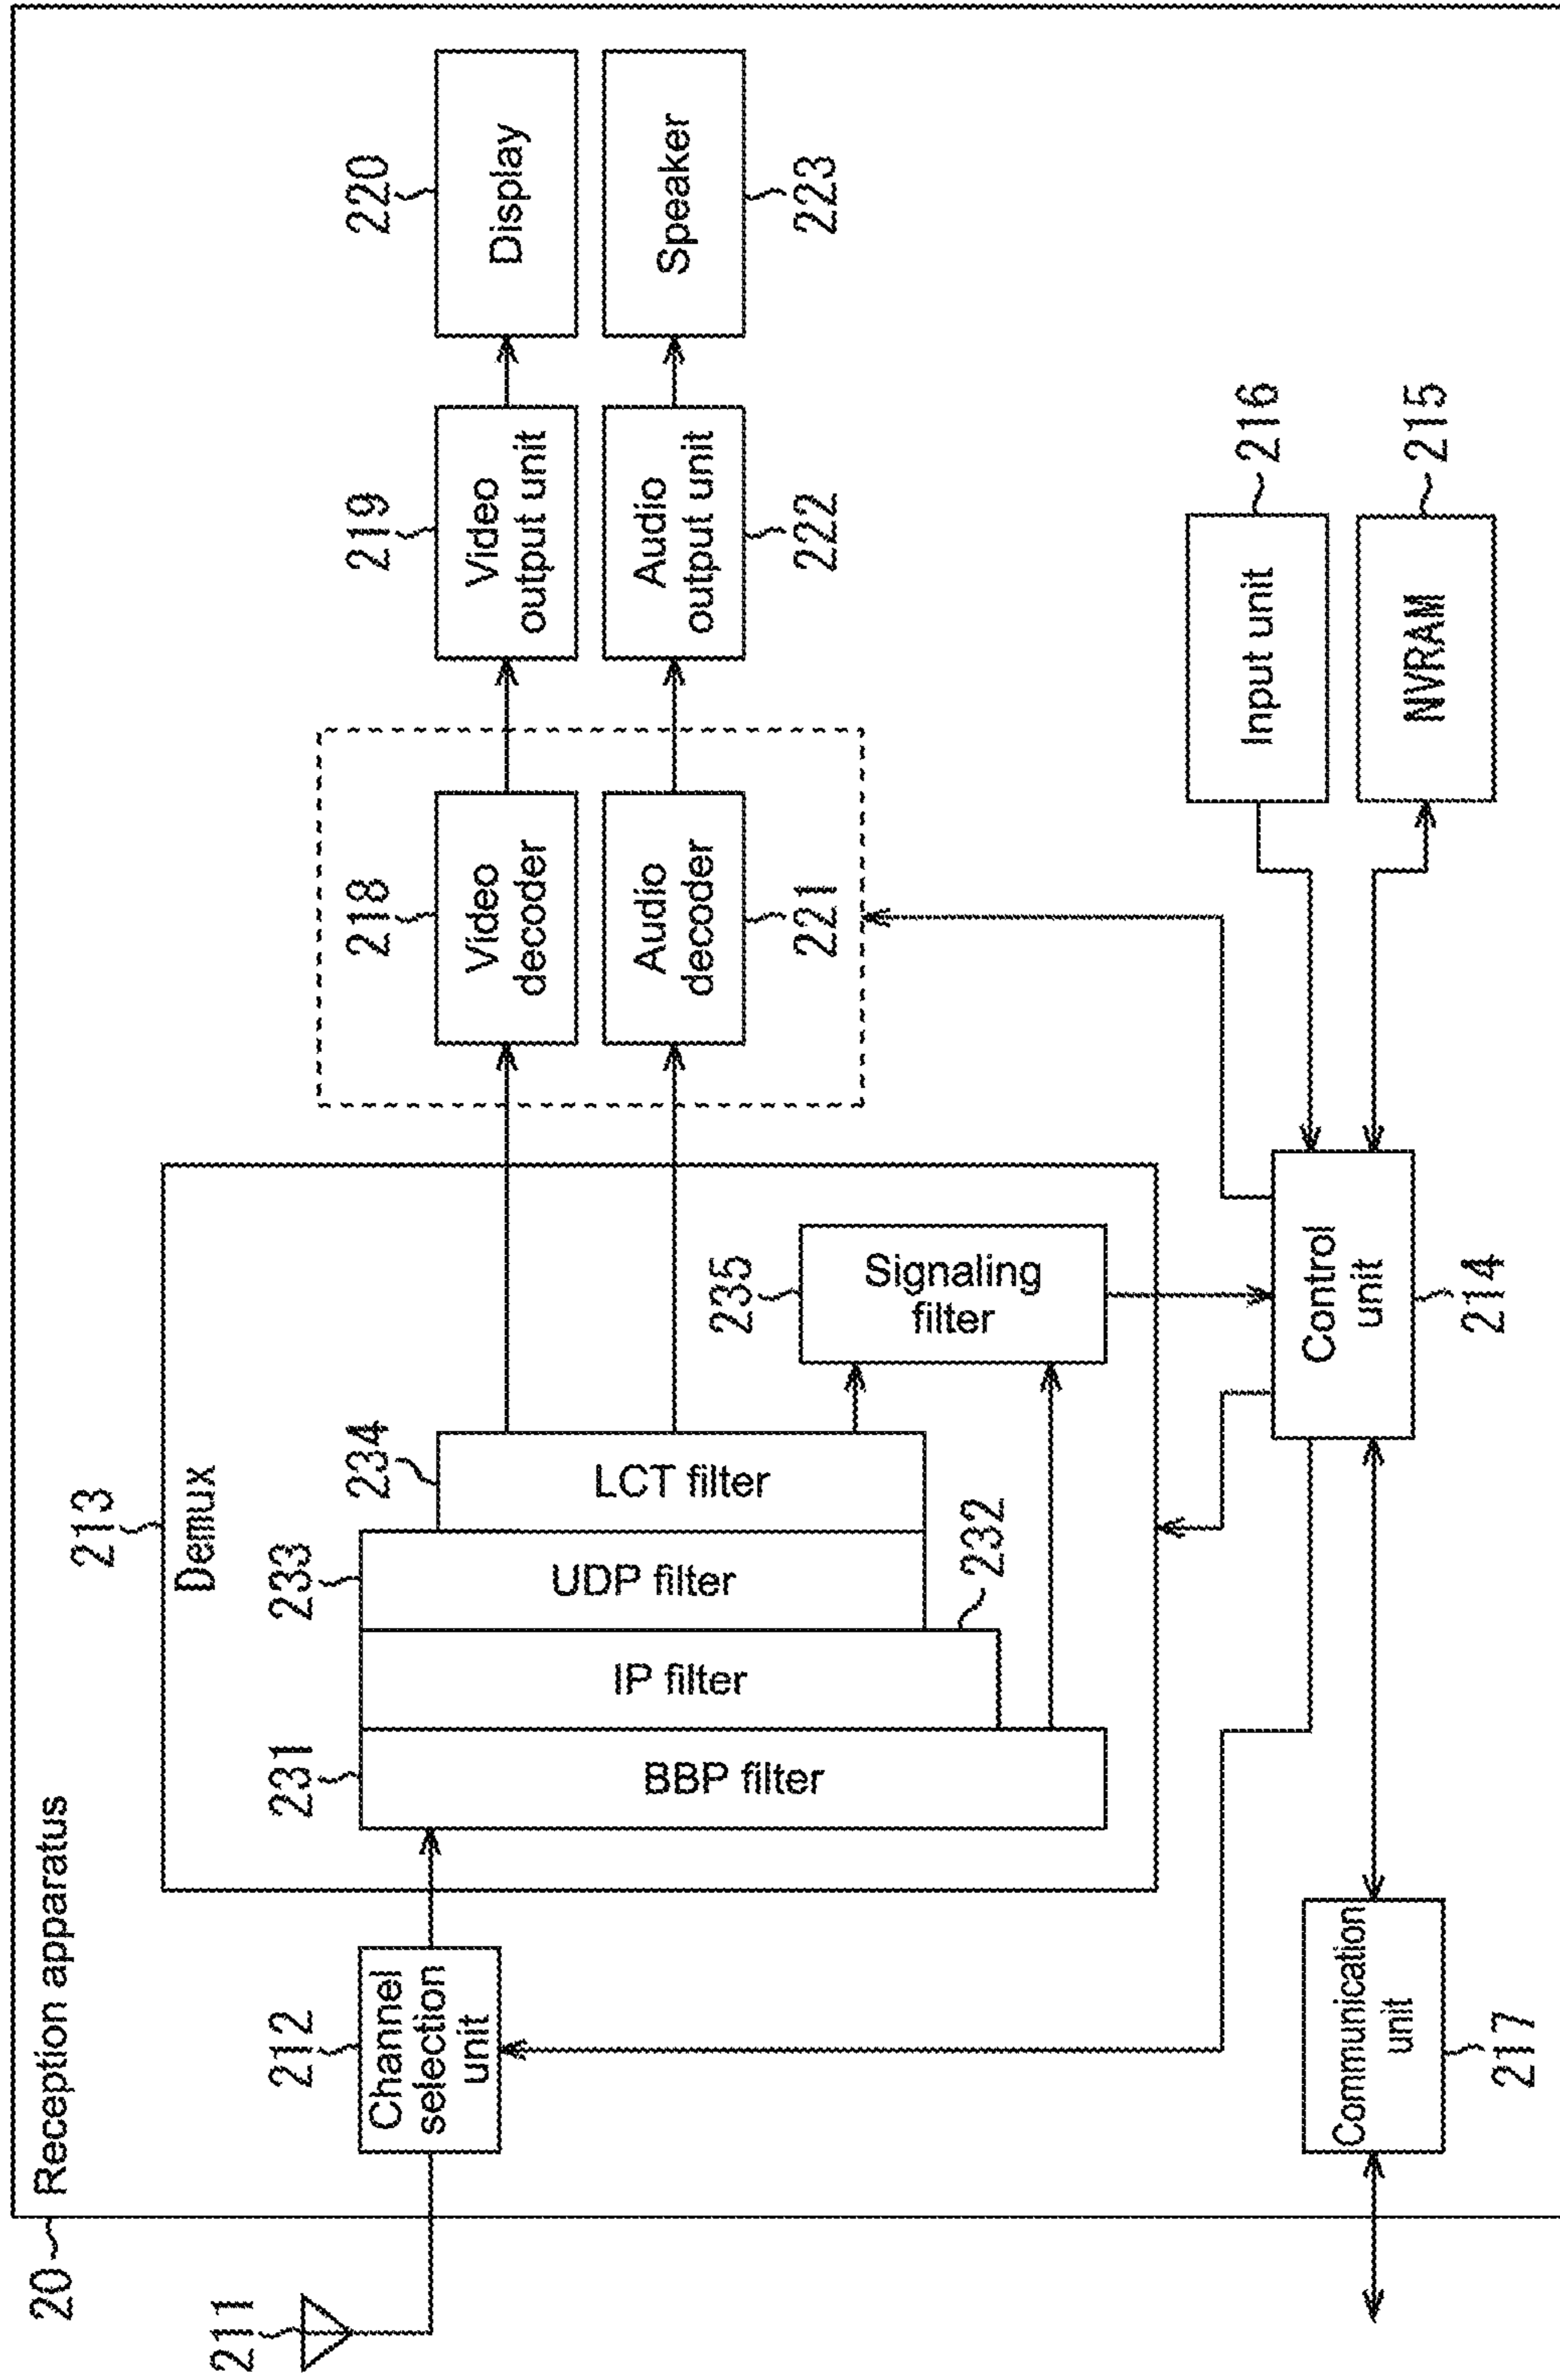 20
Reception apparatus
211
212
Channel
selection
unit
213
Demux
231
BBP filter
IP filter
232
233
UDP filter
234
LCT filter
235
Signaling
filter
218
Video
decoder
219
Video
output unit
220
Display
Audio
decoder
221
Audio
output unit
222
Speaker
223
Communication
unit
217
Control
unit
214
Input unit
216
NVRAM
215